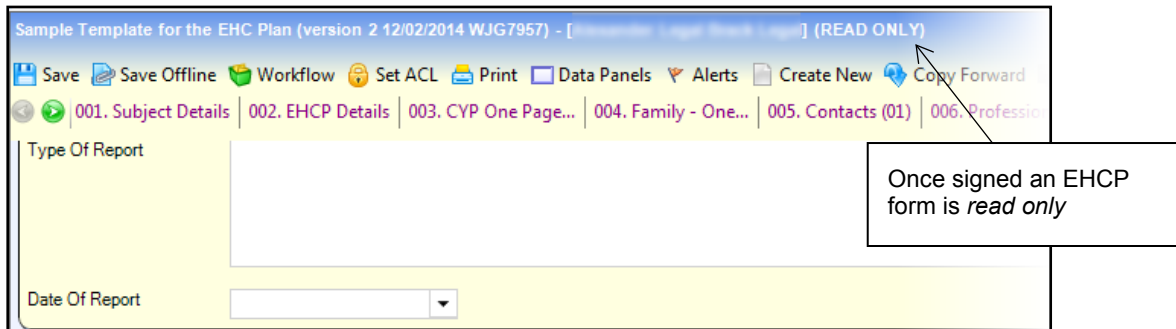 Sample Template for the EHC Plan (version 2 12/02/2014 WJG7957) - [ ] (READ ONLY)
Save Save Offline Workflow Set ACL Print Data Panels Alerts Create New Copy Forward
001. Subject Details 002. EHCP Details 003. CYP One Page... 004. Family - One... 005. Contacts (01) 006. Profession
Type Of Report
Once signed an EHCP
form is read only
Date Of Report